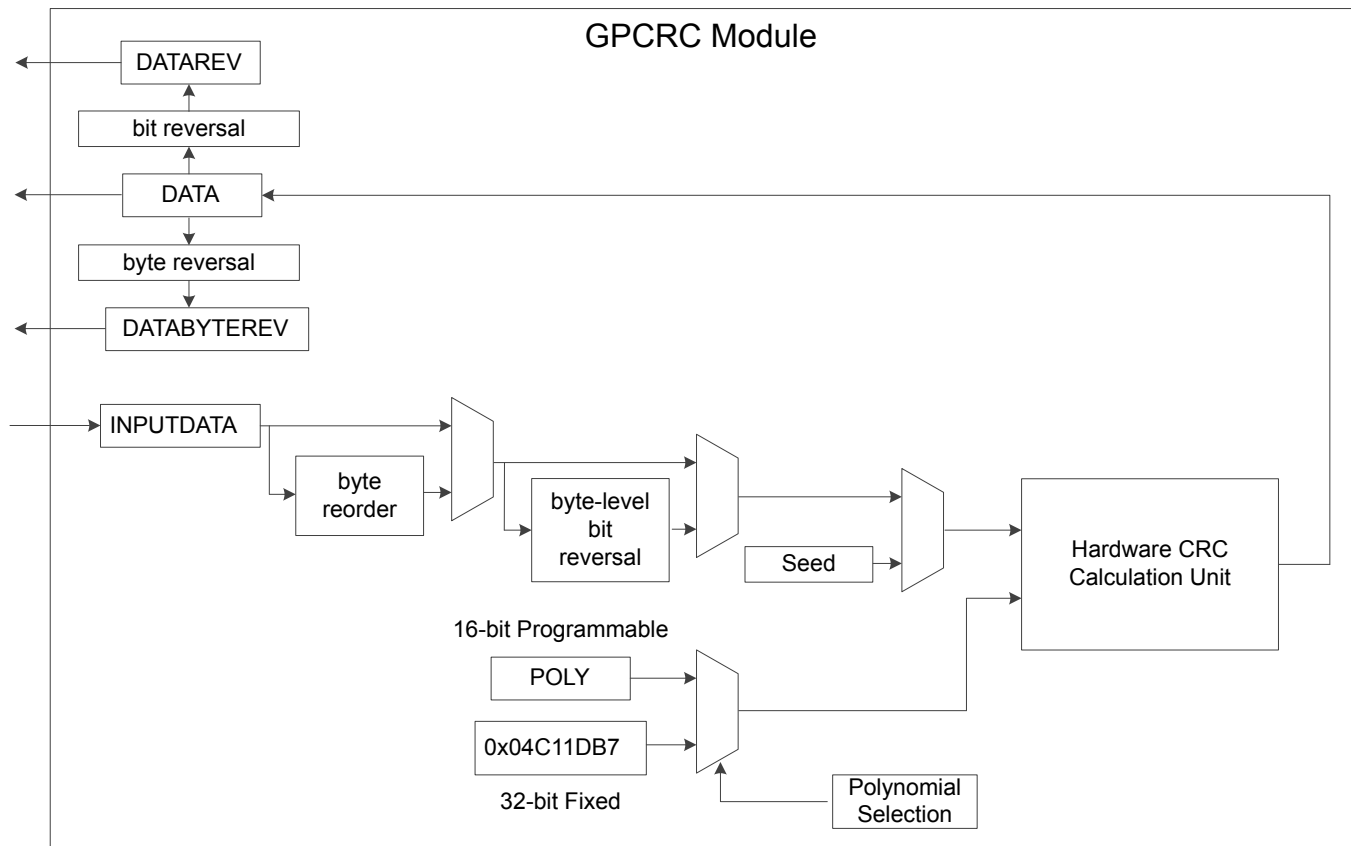 GPCRC Module
DATAREV
bit reversal
DATA
byte reversal
DATABYTEREV
INPUTDATA
byte
reorder
byte-level
bit
reversal
Seed
Hardware CRC
Calculation Unit
16-bit Programmable
POLY
0x04C11DB7
32-bit Fixed
Polynomial
Selection